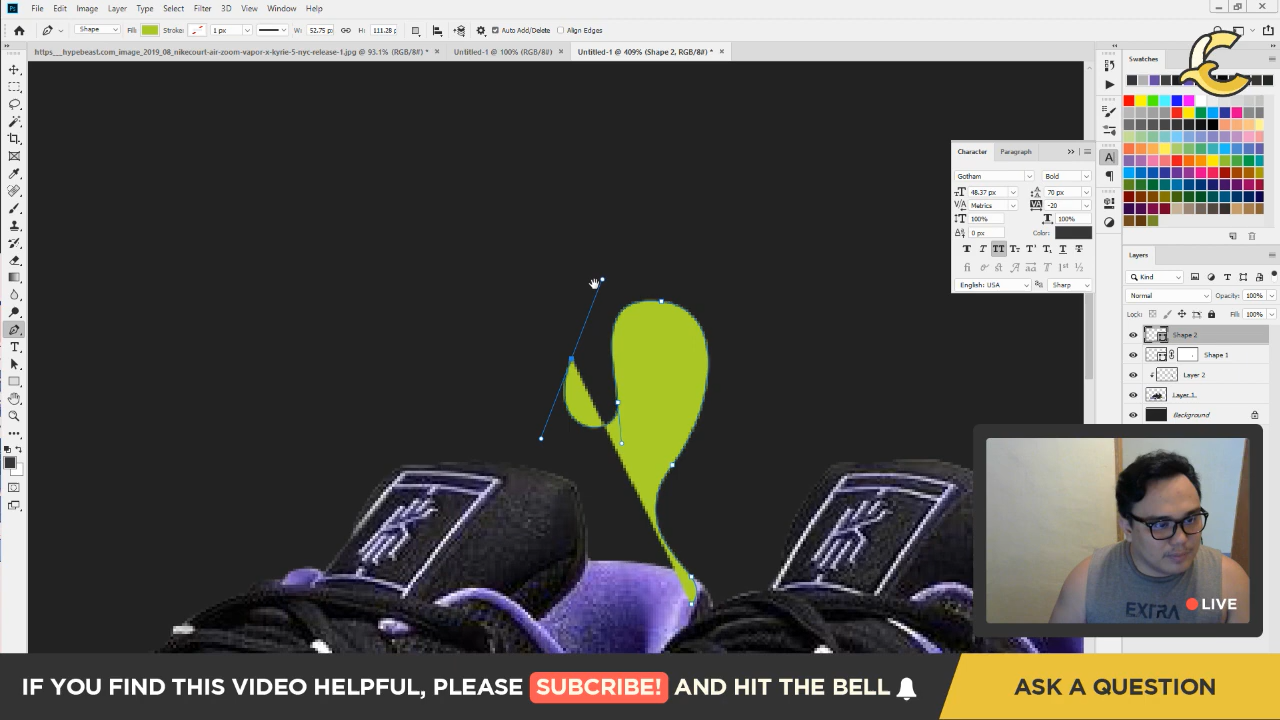 File Edit Image Layer Type Select Filter 3D View Window Help
Shape Fill: Stroke: 1 px W: 52.75 px H: 111.28 px Auto Add/Delete Align Edges
https___hypebeast.com_image_2019_08_nikecourt-air-zoom-vapor-x-kyrie-5-nyc-release-1.jpg @ 93.1% (RGB/8#) * × Untitled-1 @ 100% (RGB/8#) × Untitled-1 @ 409% (Shape 2, RGB/8#) * ×
Swatches
Character Paragraph
Gotham Bold
48.37 px 70 px
Metrics -20
100% 100%
0 px Color:
English: USA Sharp
Layers
Kind
Normal Opacity: 100%
Lock: Fill: 100%
Shape 2
Shape 1
Layer 2
Layer 1
Background
EXTRA
LIVE
IF YOU FIND THIS VIDEO HELPFUL, PLEASE SUBCRIBE! AND HIT THE BELL
ASK A QUESTION